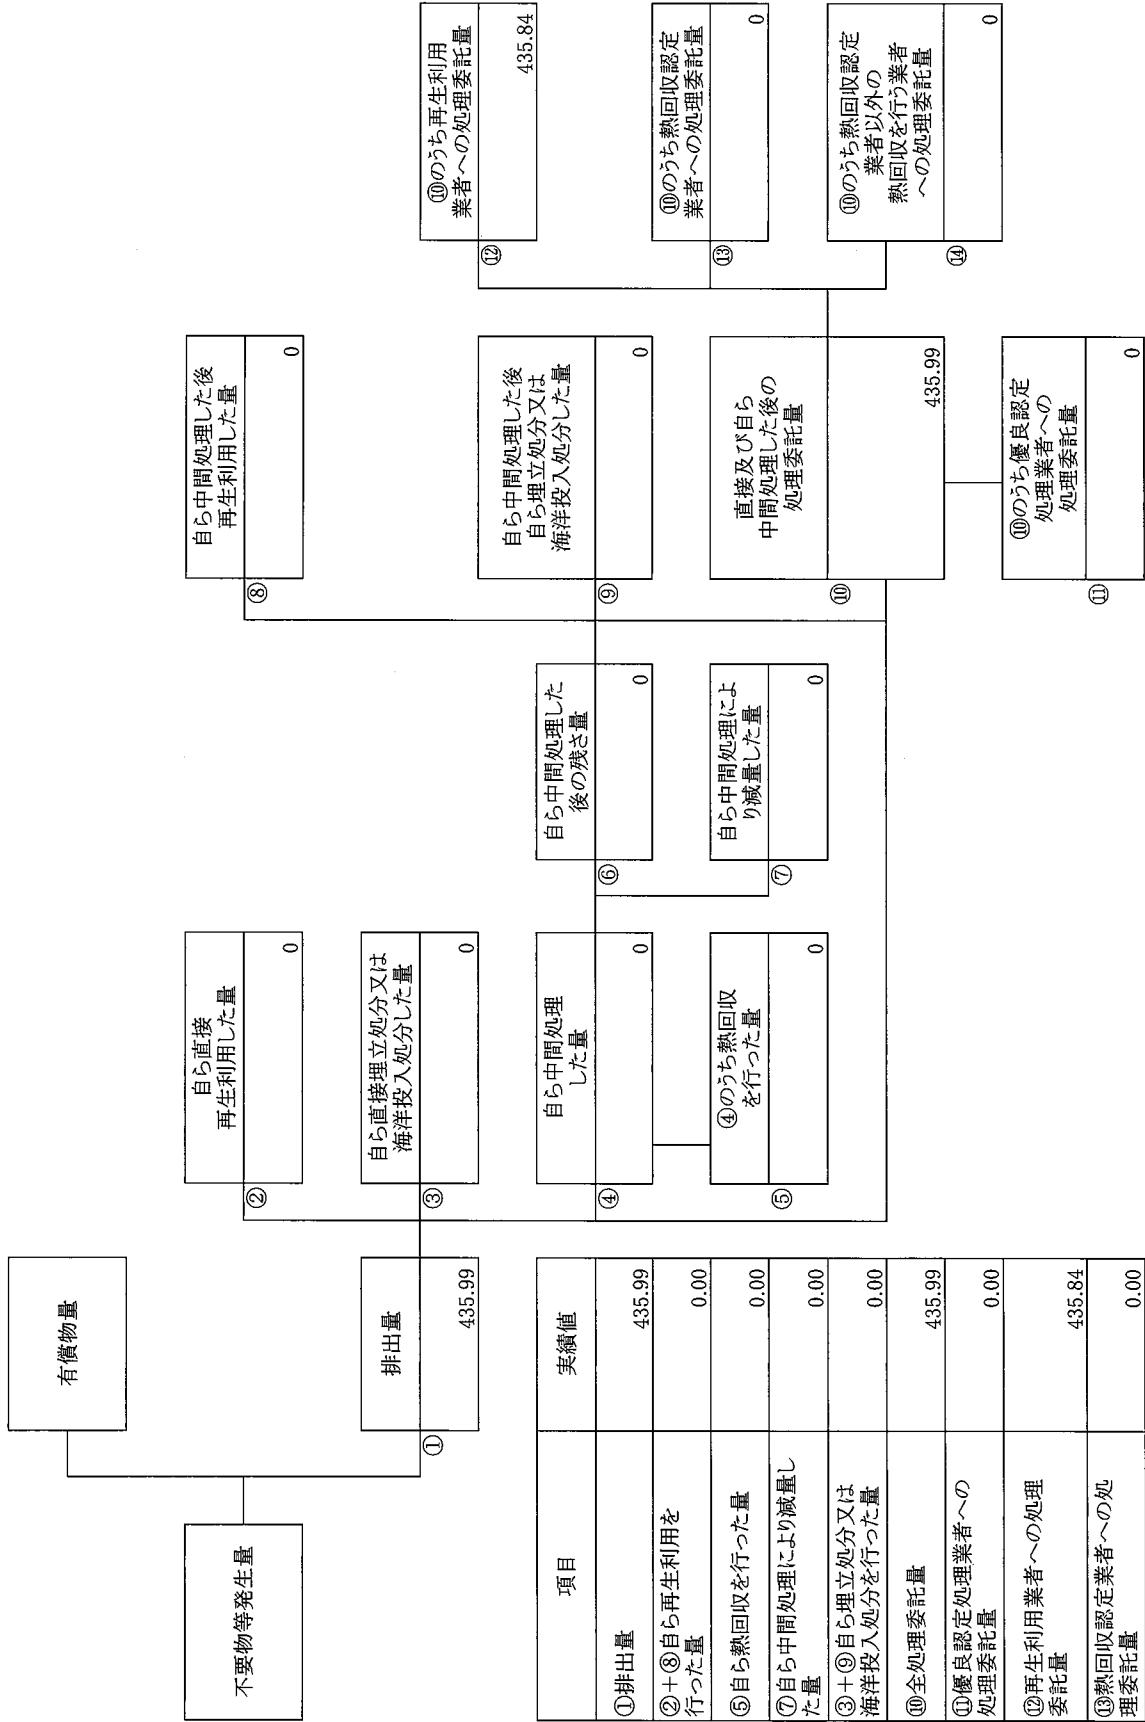 不要物等発生量
有償物量
①
排出量
435.99
②
自ら直接
再生利用した量
0
③
自ら直接埋立処分又は
海洋投入処分した量
0
④
自ら中間処理
した量
0
⑤
④のうち熱回収
を行った量
0
⑥
自ら中間処理した
後の残さ量
0
⑦
自ら中間処理によ
り減量した量
0
⑧
自ら中間処理した後
再生利用した量
0
⑨
自ら中間処理した後
自ら埋立処分又は
海洋投入処分した量
0
⑩
直接及び自ら
中間処理した後の
処理委託量
435.99
⑪
⑩のうち優良認定
処理業者への
処理委託量
0
⑫
⑩のうち再生利用
業者への処理委託量
435.84
⑬
⑩のうち熱回収認定
業者への処理委託量
0
⑭
⑩のうち熱回収認定
業者以外の
熱回収を行う業者
への処理委託量
0
項目 実績値
①排出量 435.99
②+⑧自ら再生利用を
行った量 0.00
⑤自ら熱回収を行った量 0.00
⑦自ら中間処理により減量し
た量 0.00
③+⑨自ら埋立処分又は
海洋投入処分を行った量 0.00
⑩全処理委託量 435.99
⑪優良認定処理業者への
処理委託量 0.00
⑫再生利用業者への処理
委託量 435.84
⑬熱回収認定業者への処
理委託量 0.00